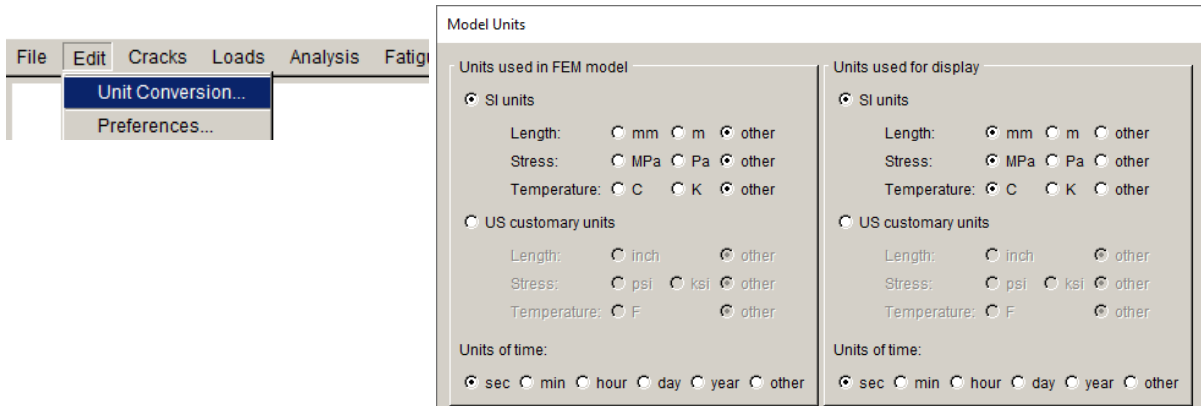 File Edit Cracks Loads Analysis Fatigu
Unit Conversion...
Preferences...
Model Units
Units used in FEM model
SI units
Length: mm m other
Stress: MPa Pa other
Temperature: C K other
US customary units
Length: inch other
Stress: psi ksi other
Temperature: F other
Units of time:
sec min hour day year other
Units used for display
SI units
Length: mm m other
Stress: MPa Pa other
Temperature: C K other
US customary units
Length: inch other
Stress: psi ksi other
Temperature: F other
Units of time:
sec min hour day year other